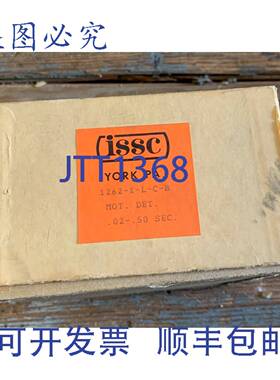 盗图必究
issc
YORK PA
JTT1368
1262-1-L-C-B
MOT. DET.
.02-.50 SEC.
可开发票 顺丰包邮